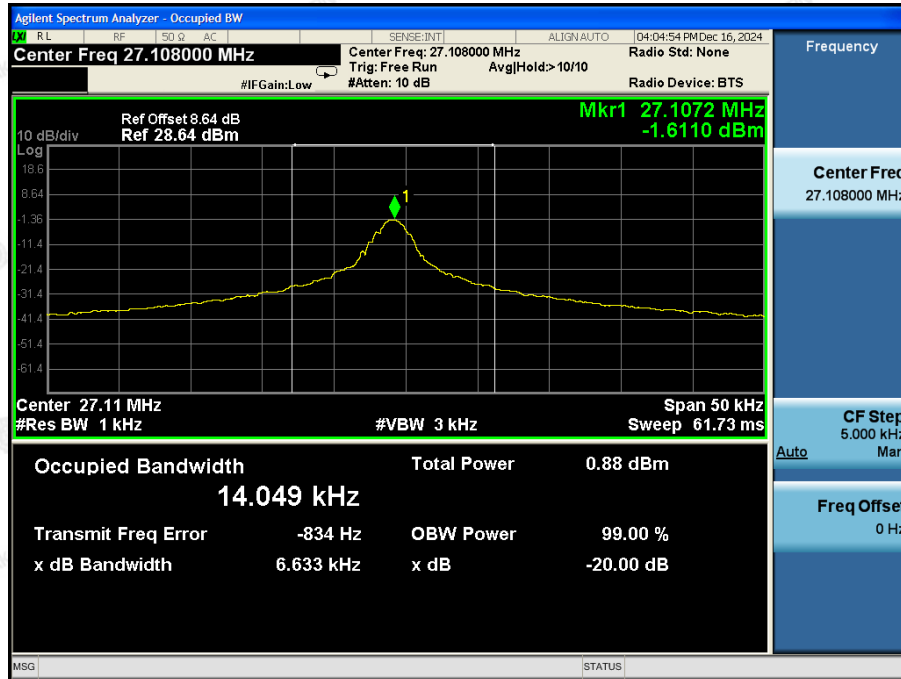 Agilent Spectrum Analyzer - Occupied BW
LXI RL RF 50 Ω AC SENSE:INT ALIGN AUTO 04:04:54 PM Dec 16, 2024
Center Freq 27.108000 MHz
Center Freq: 27.108000 MHz
Radio Std: None
Trig: Free Run Avg|Hold:>10/10
#IFGain:Low
#Atten: 10 dB
Radio Device: BTS
Ref Offset 8.64 dB
Ref 28.64 dBm
10 dB/div
Log
Mkr1 27.1072 MHz
-1.6110 dBm
18.6
8.64
-1.36
-11.4
-21.4
-31.4
-41.4
-51.4
-61.4
1
Center 27.11 MHz Span 50 kHz
#Res BW 1 kHz #VBW 3 kHz Sweep 61.73 ms
Occupied Bandwidth Total Power 0.88 dBm
14.049 kHz
Transmit Freq Error -834 Hz OBW Power 99.00 %
x dB Bandwidth 6.633 kHz x dB -20.00 dB
MSG STATUS
Frequency
Center Freq
27.108000 MHz
CF Step
5.000 kHz
Auto Man
Freq Offset
0 Hz